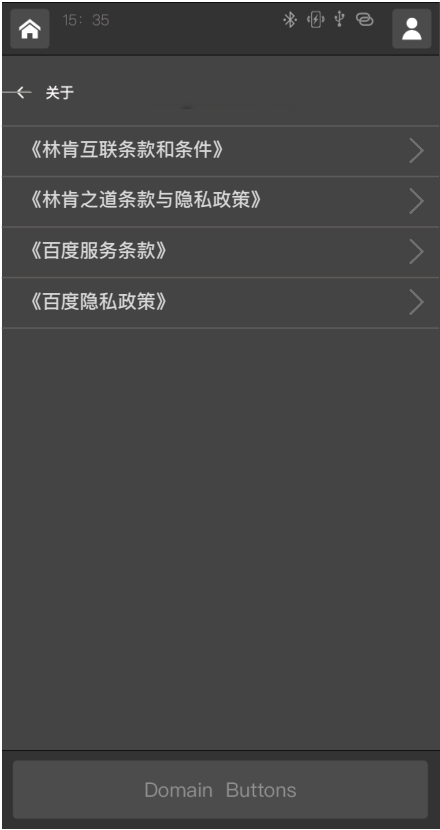 15: 35
关于
《林肯互联条款和条件》
《林肯之道条款与隐私政策》
《百度服务条款》
《百度隐私政策》
Domain Buttons